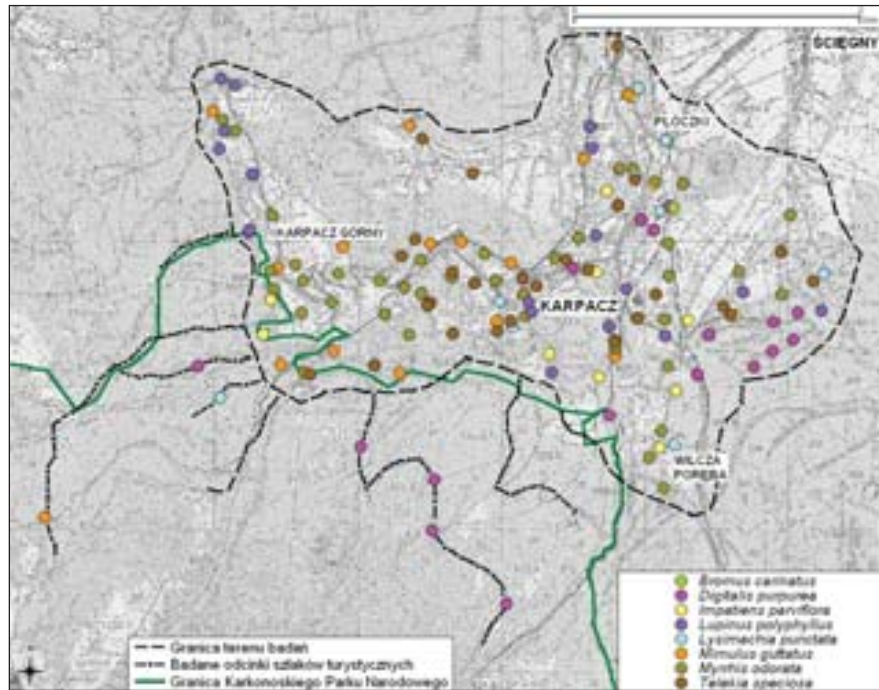 ŚCIĘGNY
PŁOCZKI
KARPACZ GÓRNY
KARPACZ
WILCZA
PORĘBA
Bromus carinatus
Digitalis purpurea
Impatiens parviflora
Lupinus polyphyllus
Lysimachia punctata
Mimulus guttatus
Myrrhis odorata
Telekia speciosa
Granica terenu badań
Badane odcinki szlaków turystycznych
Granica Karkonoskiego Parku Narodowego